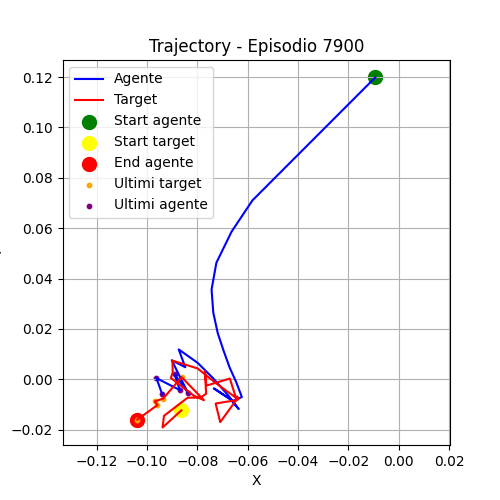 Trajectory - Episodio 7900
Agente
Target
Start agente
Start target
End agente
Ultimi target
Ultimi agente
0.12
0.10
0.08
0.06
0.04
0.02
0.00
−0.02
−0.12 −0.10 −0.08 −0.06 −0.04 −0.02 0.00 0.02
X